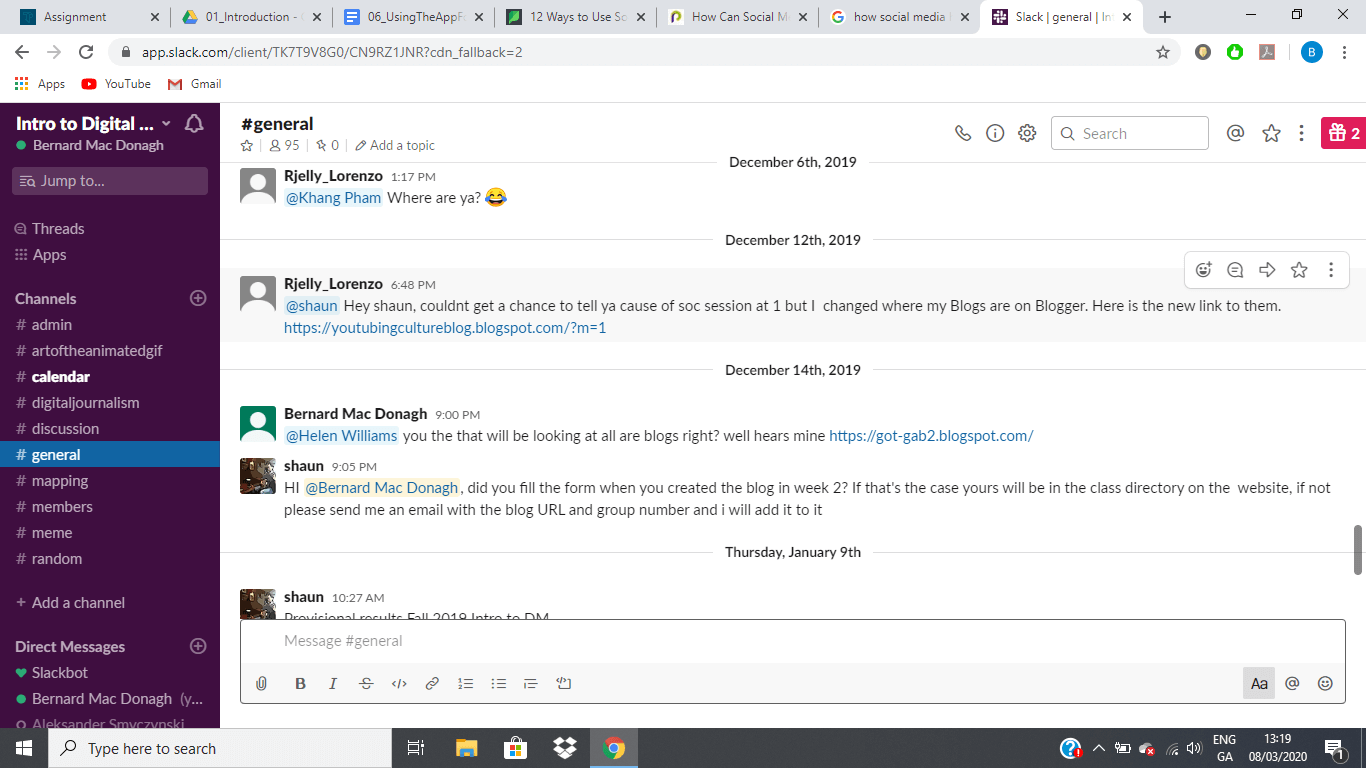 Assignment
01_Introduction -
06_UsingTheAppFo
12 Ways to Use So
How Can Social M
how social media
Slack | general | In
app.slack.com/client/TK7T9V8G0/CN9RZ1JNR?cdn_fallback=2
B
Apps
YouTube
Gmail
Intro to Digital ...
Bernard Mac Donagh
Jump to...
Threads
Apps
Channels
# admin
# artoftheanimatedgif
# calendar
# digitaljournalism
# discussion
# general
# mapping
# members
# meme
# random
+ Add a channel
Direct Messages
Slackbot
Bernard Mac Donagh (y...
Aleksander Smyczynski
#general
95
0
Add a topic
Search
2
December 6th, 2019
Rjelly_Lorenzo 1:17 PM
@Khang Pham Where are ya? 😂
December 12th, 2019
Rjelly_Lorenzo 6:48 PM
@shaun Hey shaun, couldnt get a chance to tell ya cause of soc session at 1 but I  changed where my Blogs are on Blogger. Here is the new link to them.
https://youtubingcultureblog.blogspot.com/?m=1
December 14th, 2019
Bernard Mac Donagh 9:00 PM
@Helen Williams you the that will be looking at all are blogs right? well hears mine https://got-gab2.blogspot.com/
shaun 9:05 PM
HI @Bernard Mac Donagh, did you fill the form when you created the blog in week 2? If that's the case yours will be in the class directory on the  website, if not
please send me an email with the blog URL and group number and i will add it to it
Thursday, January 9th
shaun 10:27 AM
Provisional results Fall 2019 Intro to DM
Message #general
B
I
Aa
@
Type here to search
ENG
GA
13:19
08/03/2020
1